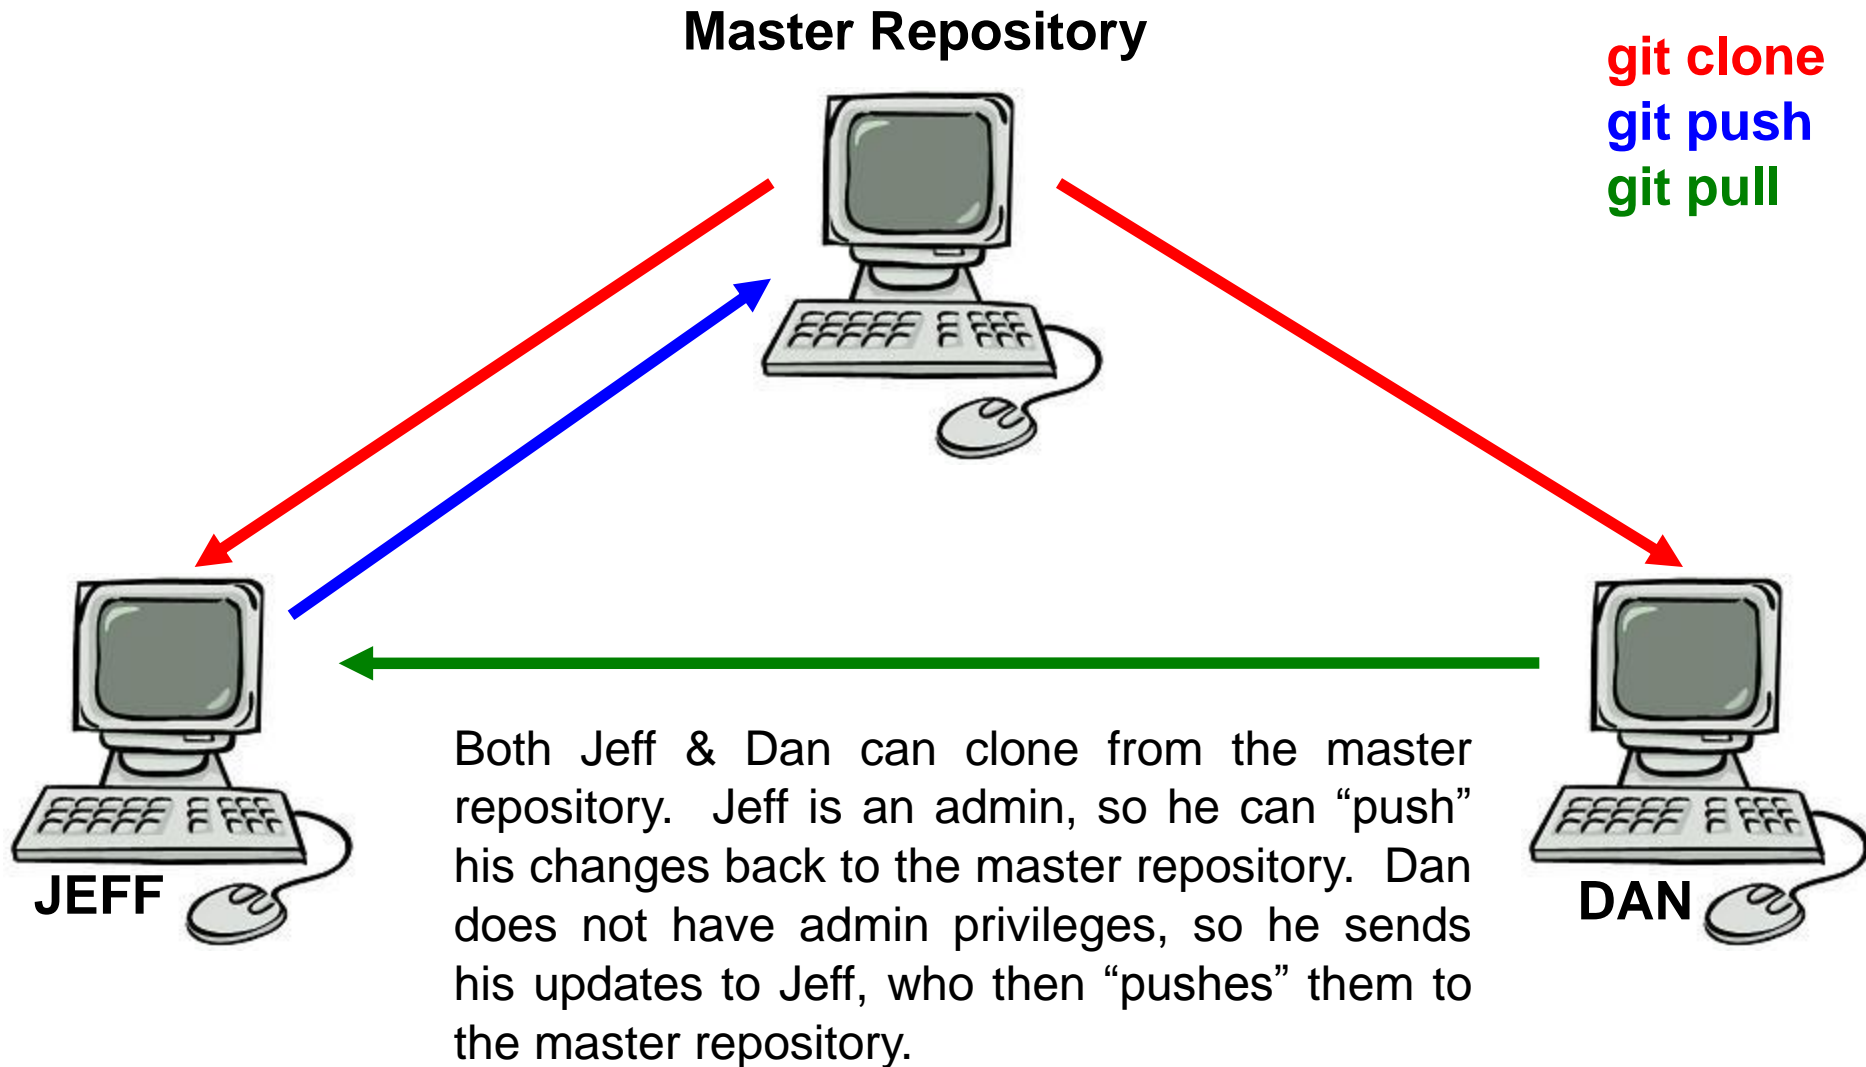 Master Repository
git clone
git push
git pull
JEFF
DAN
Both Jeff & Dan can clone from the master
repository. Jeff is an admin, so he can “push”
his changes back to the master repository. Dan
does not have admin privileges, so he sends
his updates to Jeff, who then “pushes” them to
the master repository.